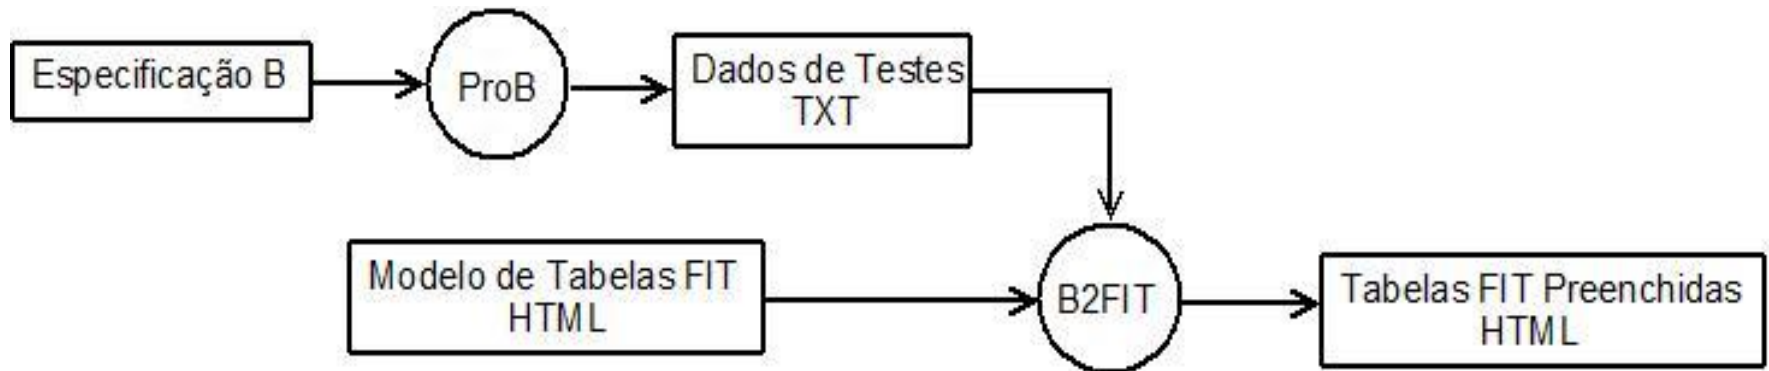 Especificação B
ProB
Dados de Testes
TXT
Modelo de Tabelas FIT
HTML
B2FIT
Tabelas FIT Preenchidas
HTML